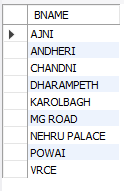 BNAME
AJNI
ANDHERI
CHANDNI
DHARAMPETH
KAROLBAGH
MG ROAD
NEHRU PALACE
POWAI
VRCE